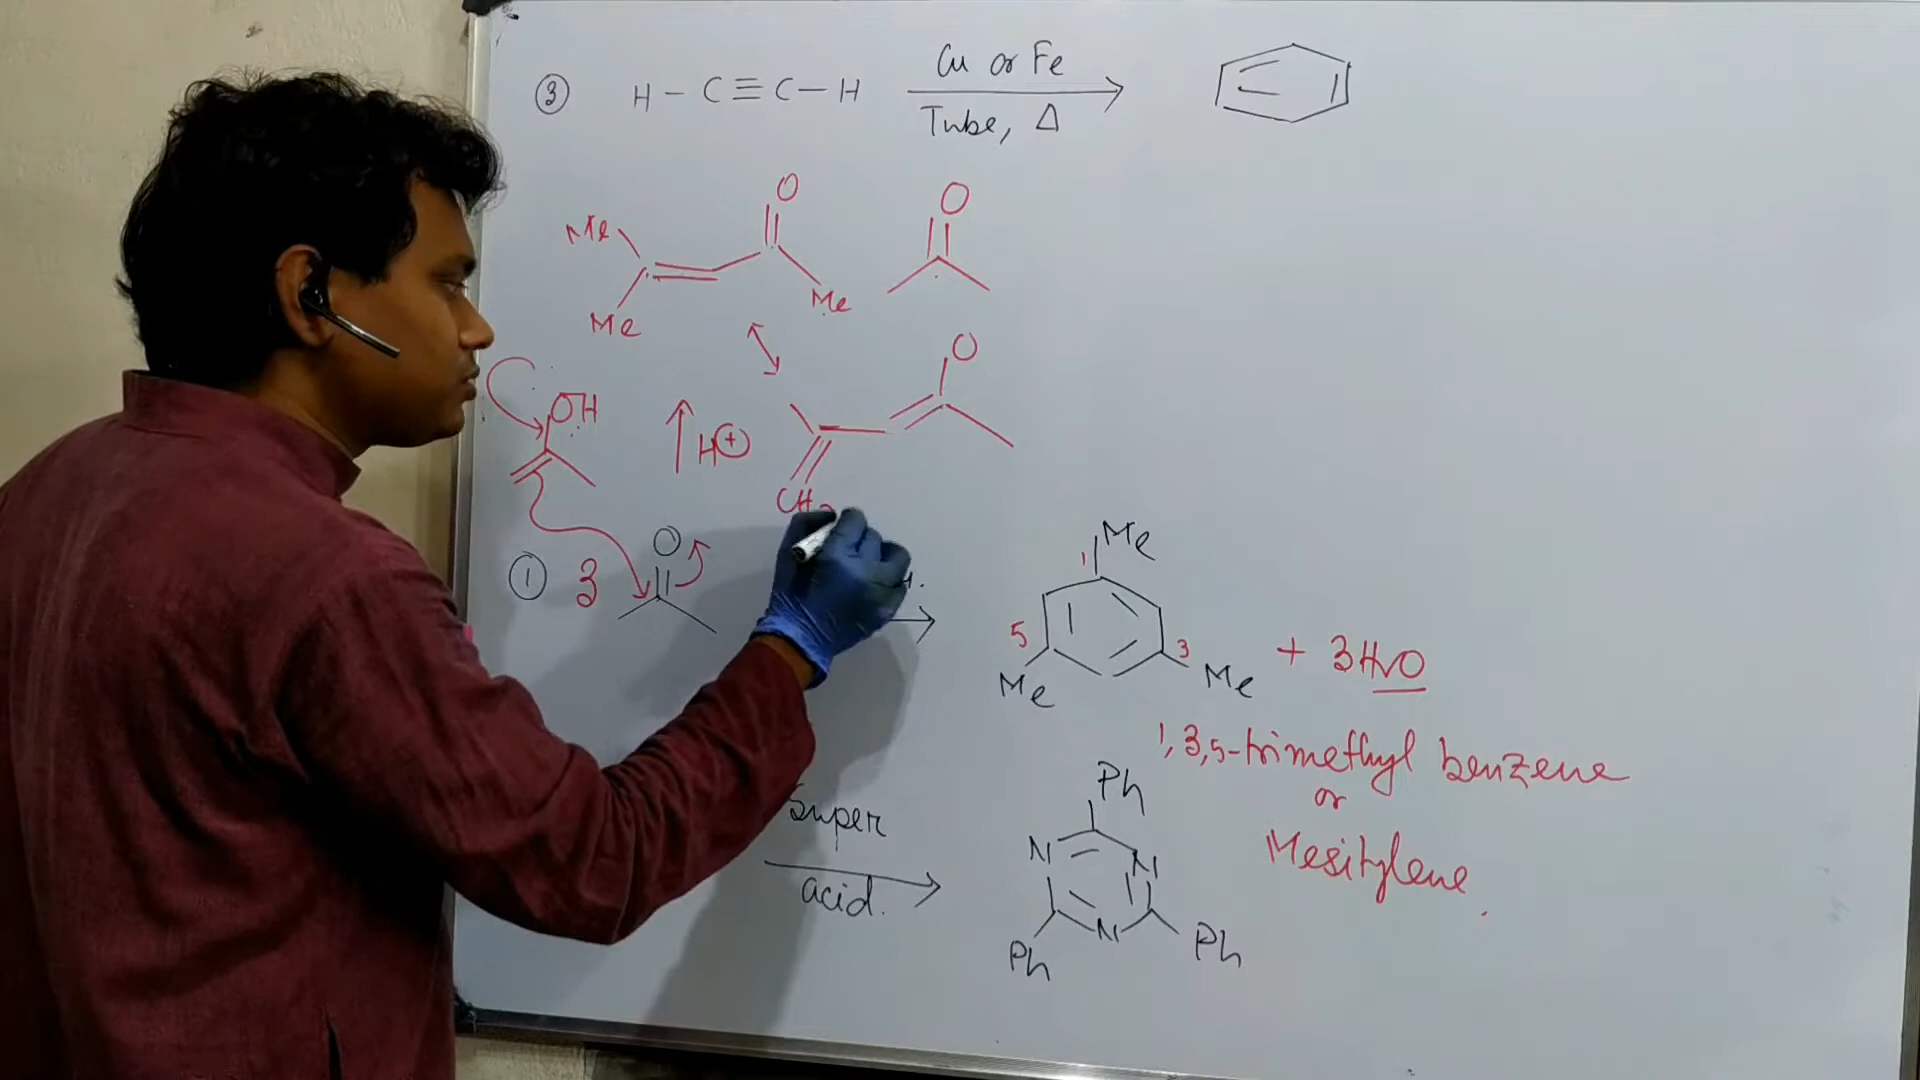 ③ H - C ≡ C - H Cu or Fe
Tube, Δ
Me O O
Me Me
O
OH H⊕
CH2
① 3 O
1 Me
5 3
Me Me + 3H2O
1,3,5-trimethyl benzene
or
Mesitylene
Super
acid.
Ph
N N
N
Ph Ph